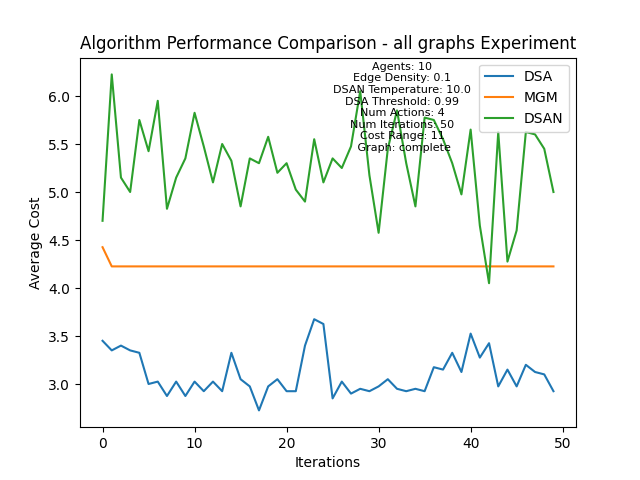 Algorithm Performance Comparison - all graphs Experiment
Agents: 10
Edge Density: 0.1
DSAN Temperature: 10.0
DSA Threshold: 0.99
Num Actions: 4
Num Iterations: 50
Cost Range: 11
Graph: complete
DSA
MGM
DSAN
Average Cost
6.0
5.5
5.0
4.5
4.0
3.5
3.0
0
10
20
30
40
50
Iterations